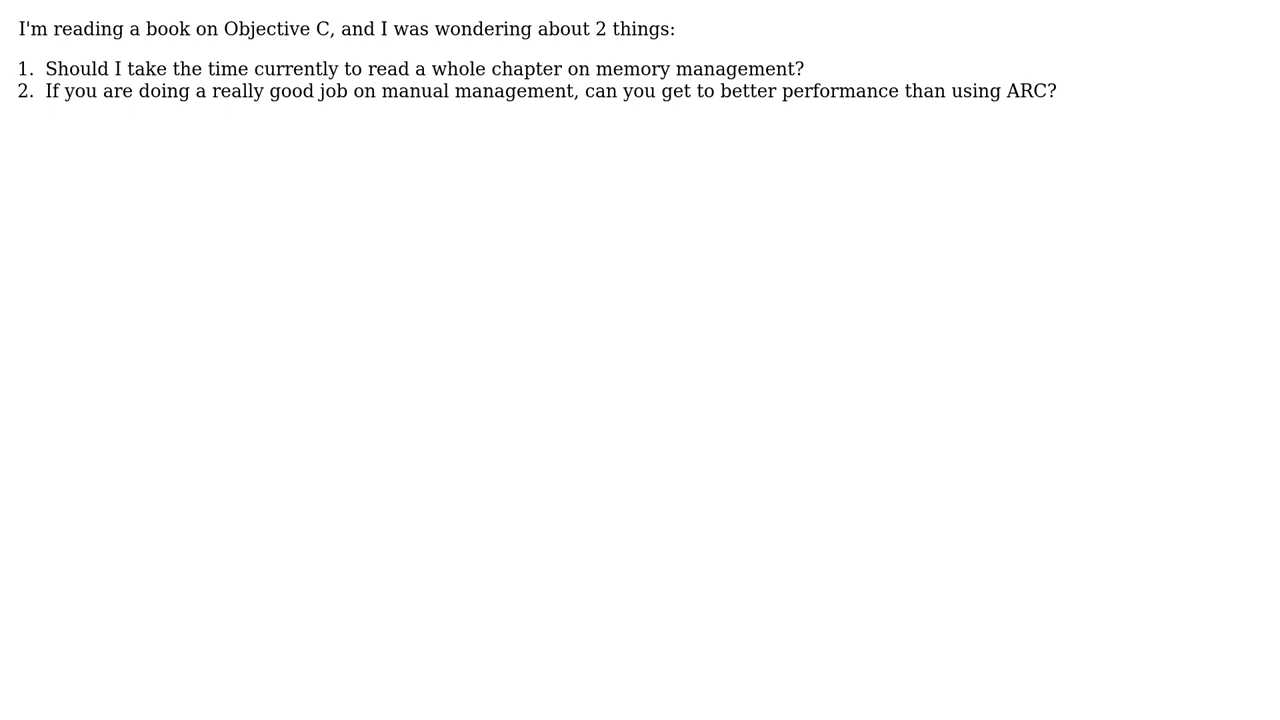 I'm reading a book on Objective C, and I was wondering about 2 things:
1. Should I take the time currently to read a whole chapter on memory management?
2. If you are doing a really good job on manual management, can you get to better performance than using ARC?